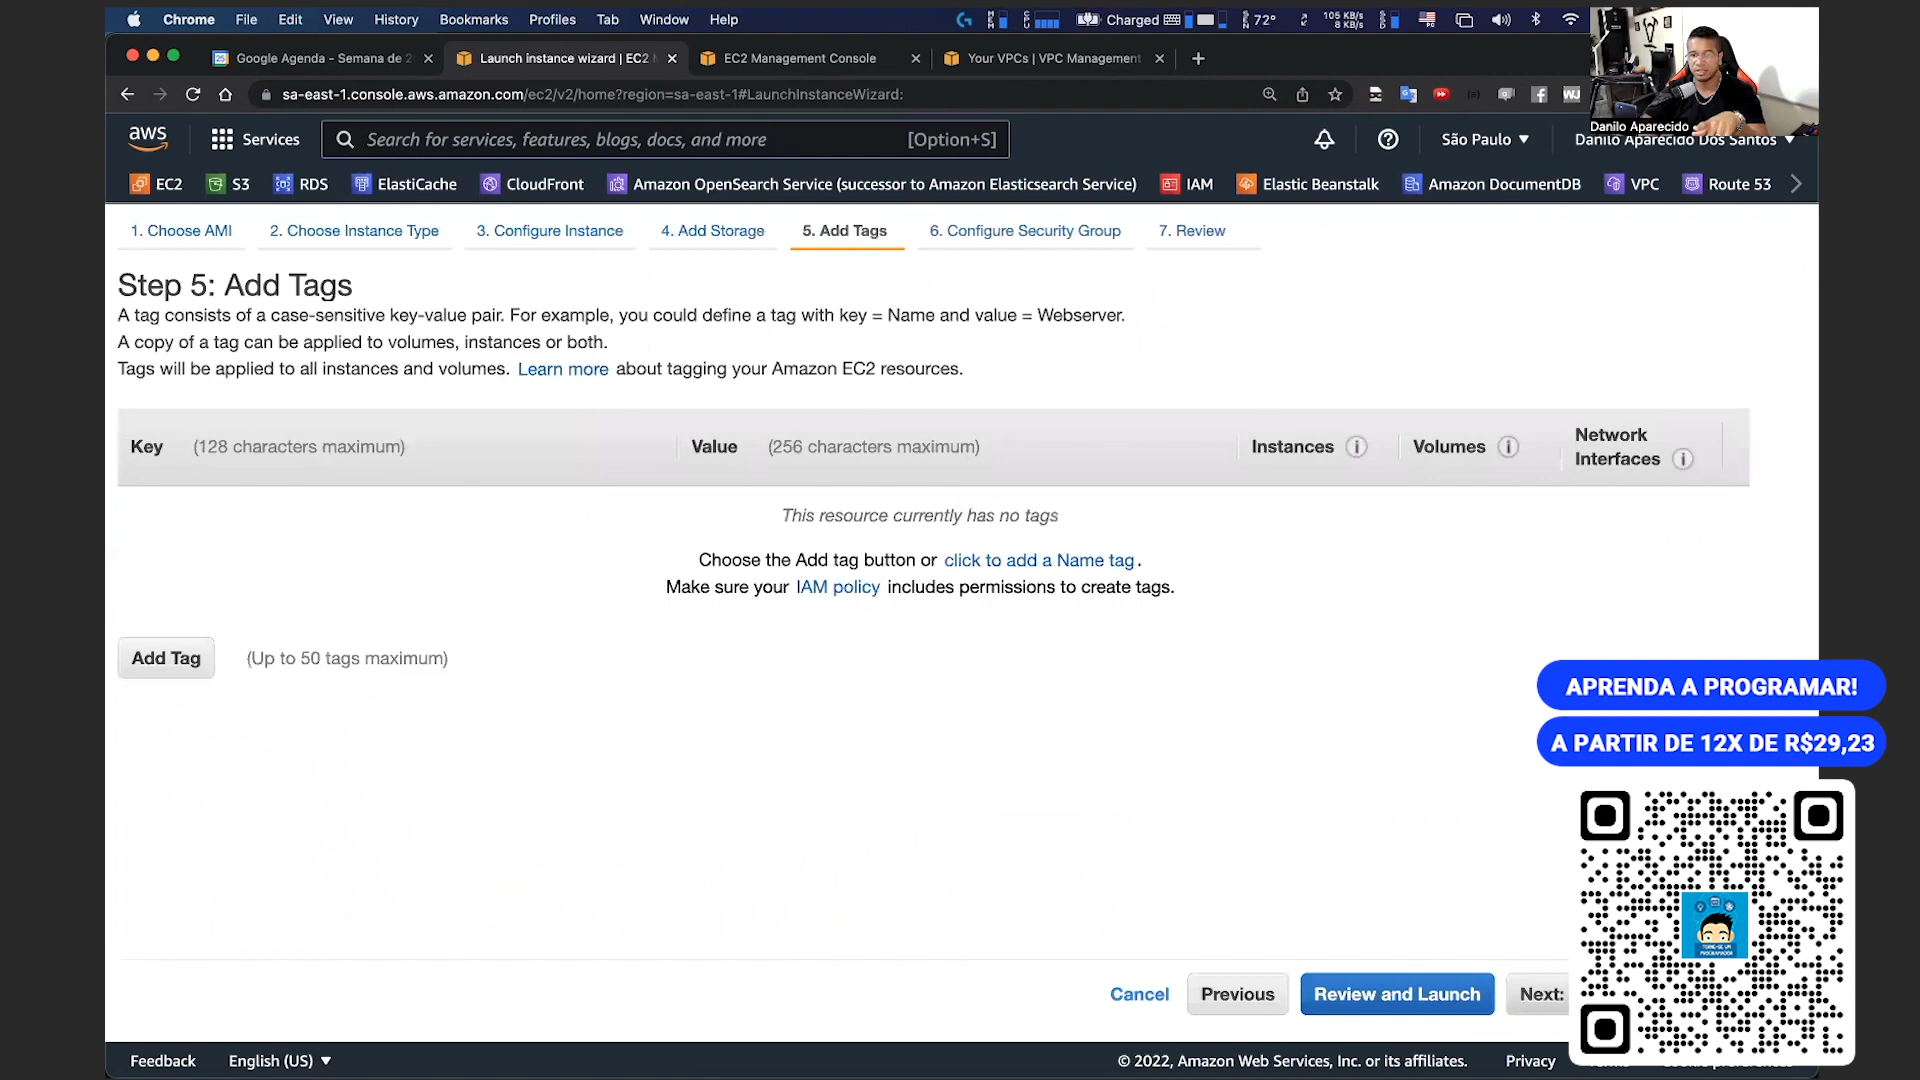 Chrome File Edit View History Bookmarks Profiles Tab Window Help
Charged 72° 105 KB/s 8 KB/s
Google Agenda - Semana de 2
Launch instance wizard | EC2
EC2 Management Console
Your VPCs | VPC Management
sa-east-1.console.aws.amazon.com/ec2/v2/home?region=sa-east-1#LaunchInstanceWizard:
Danilo Aparecido
aws
Services
Search for services, features, blogs, docs, and more [Option+S]
São Paulo
Danilo Aparecido Dos Santos
EC2 S3 RDS ElastiCache CloudFront Amazon OpenSearch Service (successor to Amazon Elasticsearch Service) IAM Elastic Beanstalk Amazon DocumentDB VPC Route 53
1. Choose AMI 2. Choose Instance Type 3. Configure Instance 4. Add Storage 5. Add Tags 6. Configure Security Group 7. Review
Step 5: Add Tags
A tag consists of a case-sensitive key-value pair. For example, you could define a tag with key = Name and value = Webserver.
A copy of a tag can be applied to volumes, instances or both.
Tags will be applied to all instances and volumes. Learn more about tagging your Amazon EC2 resources.
Key (128 characters maximum) Value (256 characters maximum) Instances Volumes Network Interfaces
This resource currently has no tags
Choose the Add tag button or click to add a Name tag.
Make sure your IAM policy includes permissions to create tags.
Add Tag (Up to 50 tags maximum)
APRENDA A PROGRAMAR!
A PARTIR DE 12X DE R$29,23
Cancel Previous Review and Launch Next:
Feedback English (US) © 2022, Amazon Web Services, Inc. or its affiliates. Privacy